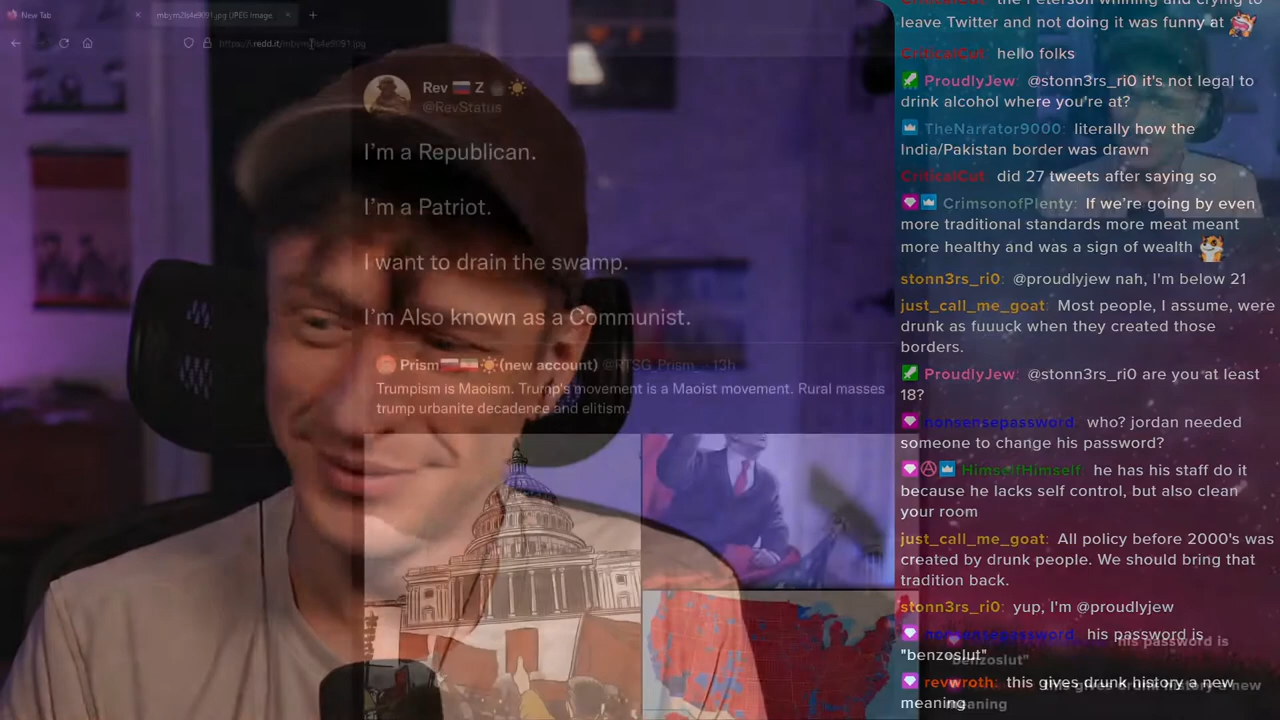 New Tab
mbym2ls4e9l91.jpg (JPEG Image
Rev Z
@RevStatus
I'm a Republican.
I'm a Patriot.
I want to drain the swamp.
I'm Also known as a Communist.
Prism (new account) @RTSG_Prism · 13h
Trumpism is Maoism. Trump's movement is a Maoist movement. Rural masses
trump urbanite decadence and elitism.
leave Twitter and not doing it was funny at
CriticalCut: hello folks
ProudlyJew: @stonn3rs_ri0 it's not legal to
drink alcohol where you're at?
TheNarrator9000: literally how the
India/Pakistan border was drawn
CriticalCut: did 27 tweets after saying so
CrimsonofPlenty: If we're going by even
more traditional standards more meat meant
more healthy and was a sign of wealth
stonn3rs_ri0: @proudlyjew nah, I'm below 21
just_call_me_goat: Most people, I assume, were
drunk as fuuuck when they created those
borders.
ProudlyJew: @stonn3rs_ri0 are you at least
18?
nonsensepassword: who? jordan needed
someone to change his password?
HimselfHimself: he has his staff do it
because he lacks self control, but also clean
your room
just_call_me_goat: All policy before 2000's was
created by drunk people. We should bring that
tradition back.
stonn3rs_ri0: yup, I'm @proudlyjew
nonsensepassword: his password is
"benzoslut"
revwroth: this gives drunk history a new
meaning